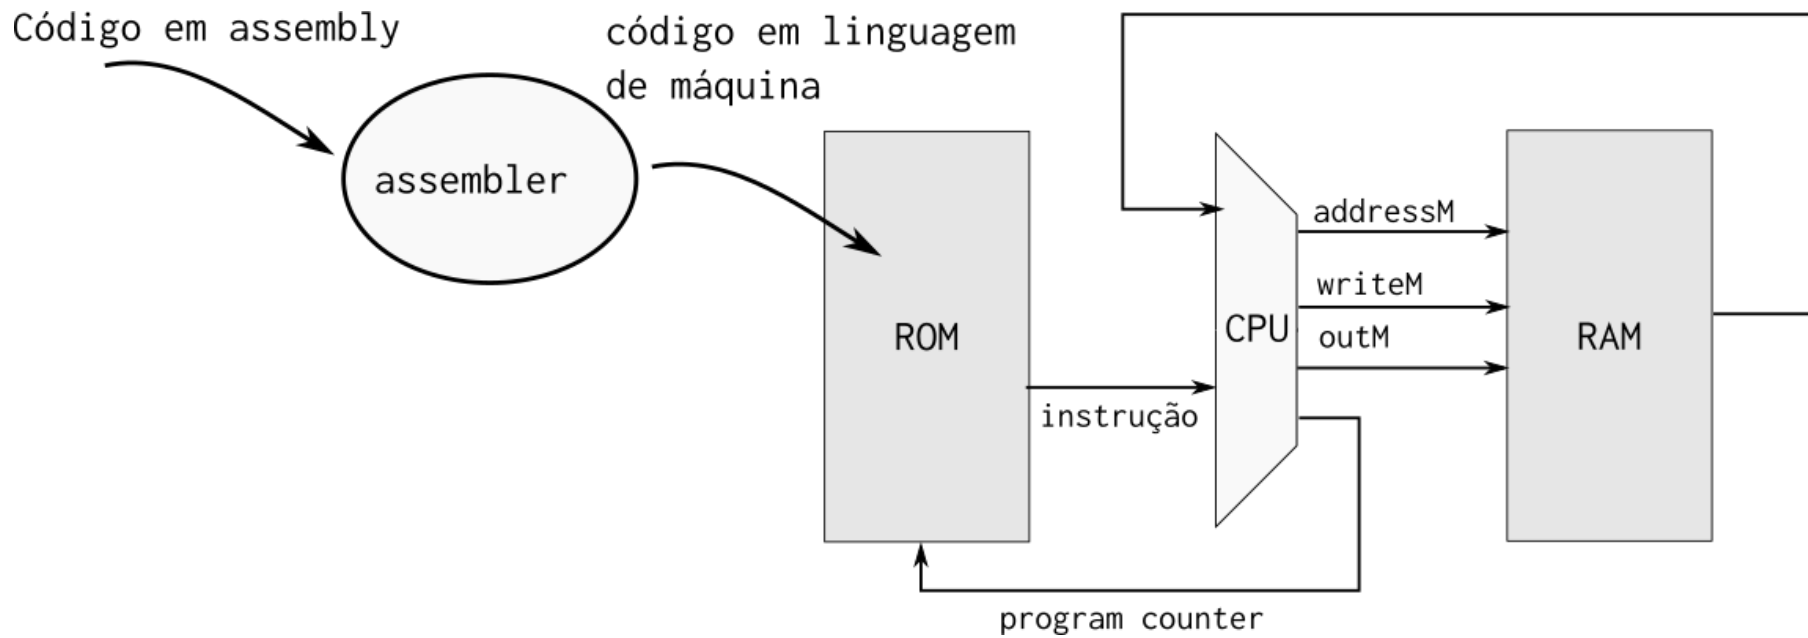 Código em assembly
código em linguagem
de máquina
assembler
ROM
instrução
CPU
addressM
writeM
outM
RAM
program counter